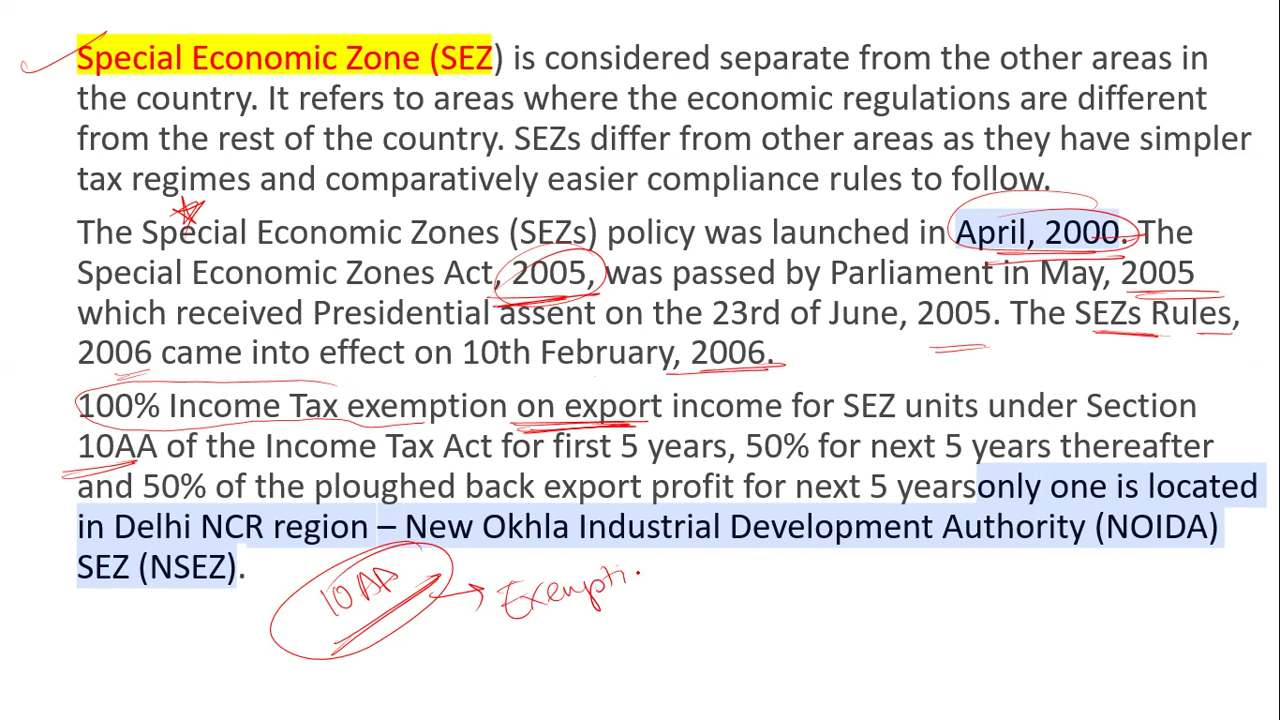 Special Economic Zone (SEZ) is considered separate from the other areas in
the country. It refers to areas where the economic regulations are different
from the rest of the country. SEZs differ from other areas as they have simpler
tax regimes and comparatively easier compliance rules to follow.
The Special Economic Zones (SEZs) policy was launched in April, 2000. The
Special Economic Zones Act, 2005, was passed by Parliament in May, 2005
which received Presidential assent on the 23rd of June, 2005. The SEZs Rules,
2006 came into effect on 10th February, 2006.
100% Income Tax exemption on export income for SEZ units under Section
10AA of the Income Tax Act for first 5 years, 50% for next 5 years thereafter
and 50% of the ploughed back export profit for next 5 yearsonly one is located
in Delhi NCR region – New Okhla Industrial Development Authority (NOIDA)
SEZ (NSEZ).
10 AA → Exempti.